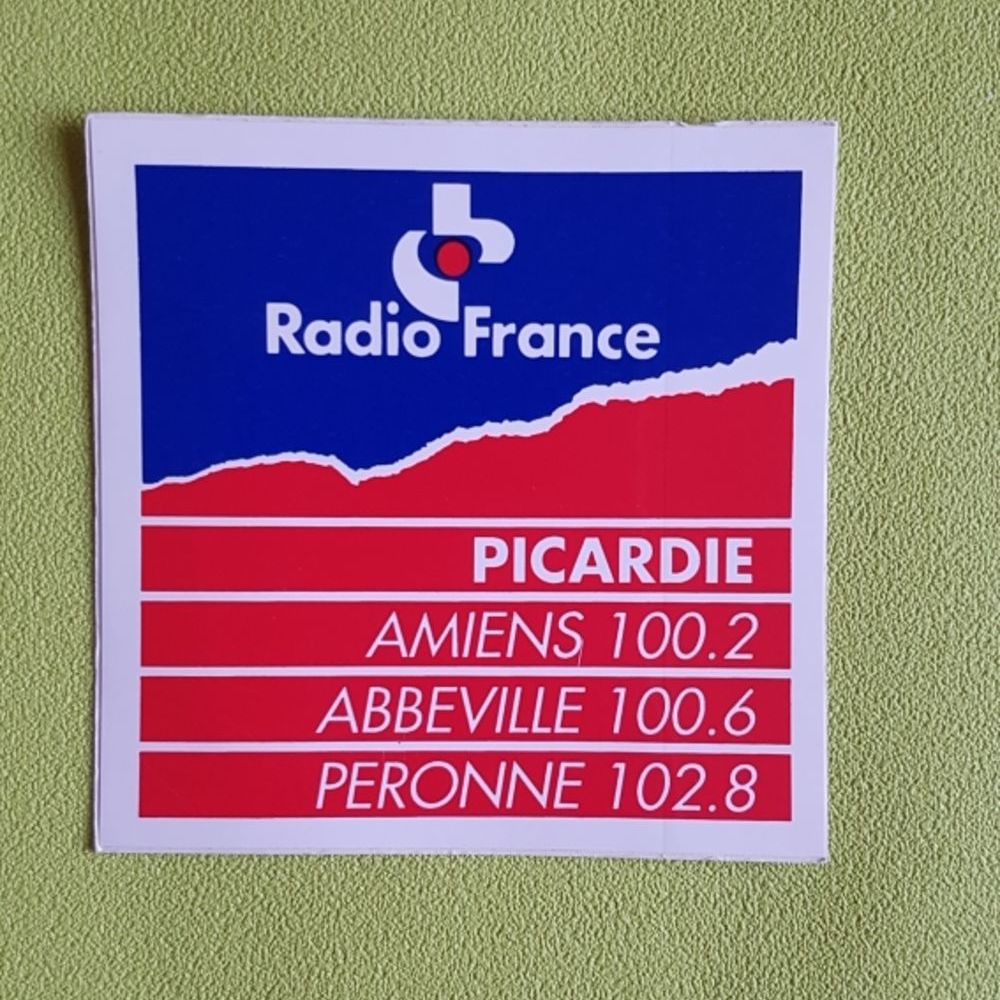 Radio France
PICARDIE
AMIENS 100.2
ABBEVILLE 100.6
PERONNE 102.8